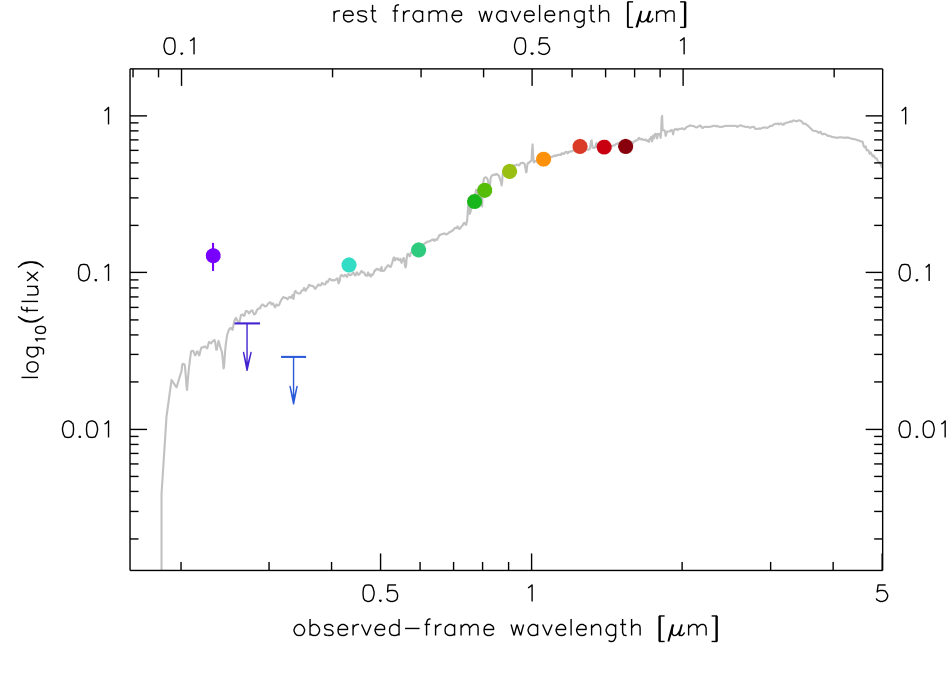 rest frame wavelength [μm]
0.1 0.5 1
1 1
0.1 0.1
0.01 0.01
log10(flux)
0.5 1 5
observed-frame wavelength [μm]